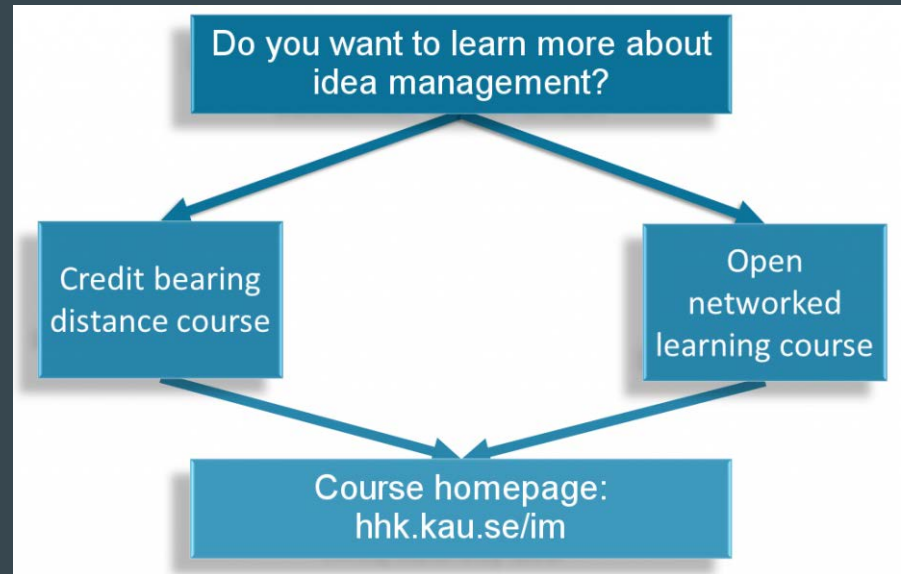 Do you want to learn more about
idea management?
Credit bearing
distance course
Open
networked
learning course
Course homepage:
hhk.kau.se/im